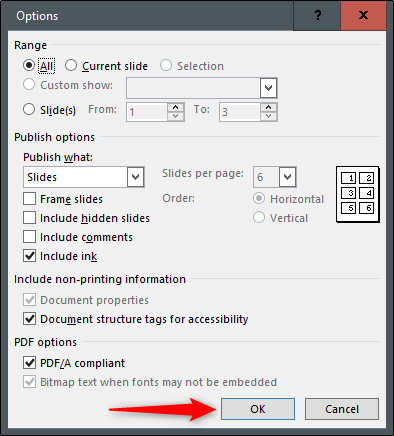 Options ? X
Range
All Current slide Selection
Custom show:
Slide(s) From: 1 To: 3
Publish options
Publish what:
Slides
Slides per page: 6
Frame slides
Order: Horizontal
Include hidden slides
Vertical
Include comments
Include ink
1 2
3 4
5 6
Include non-printing information
Document properties
Document structure tags for accessibility
PDF options
PDF/A compliant
Bitmap text when fonts may not be embedded
OK Cancel